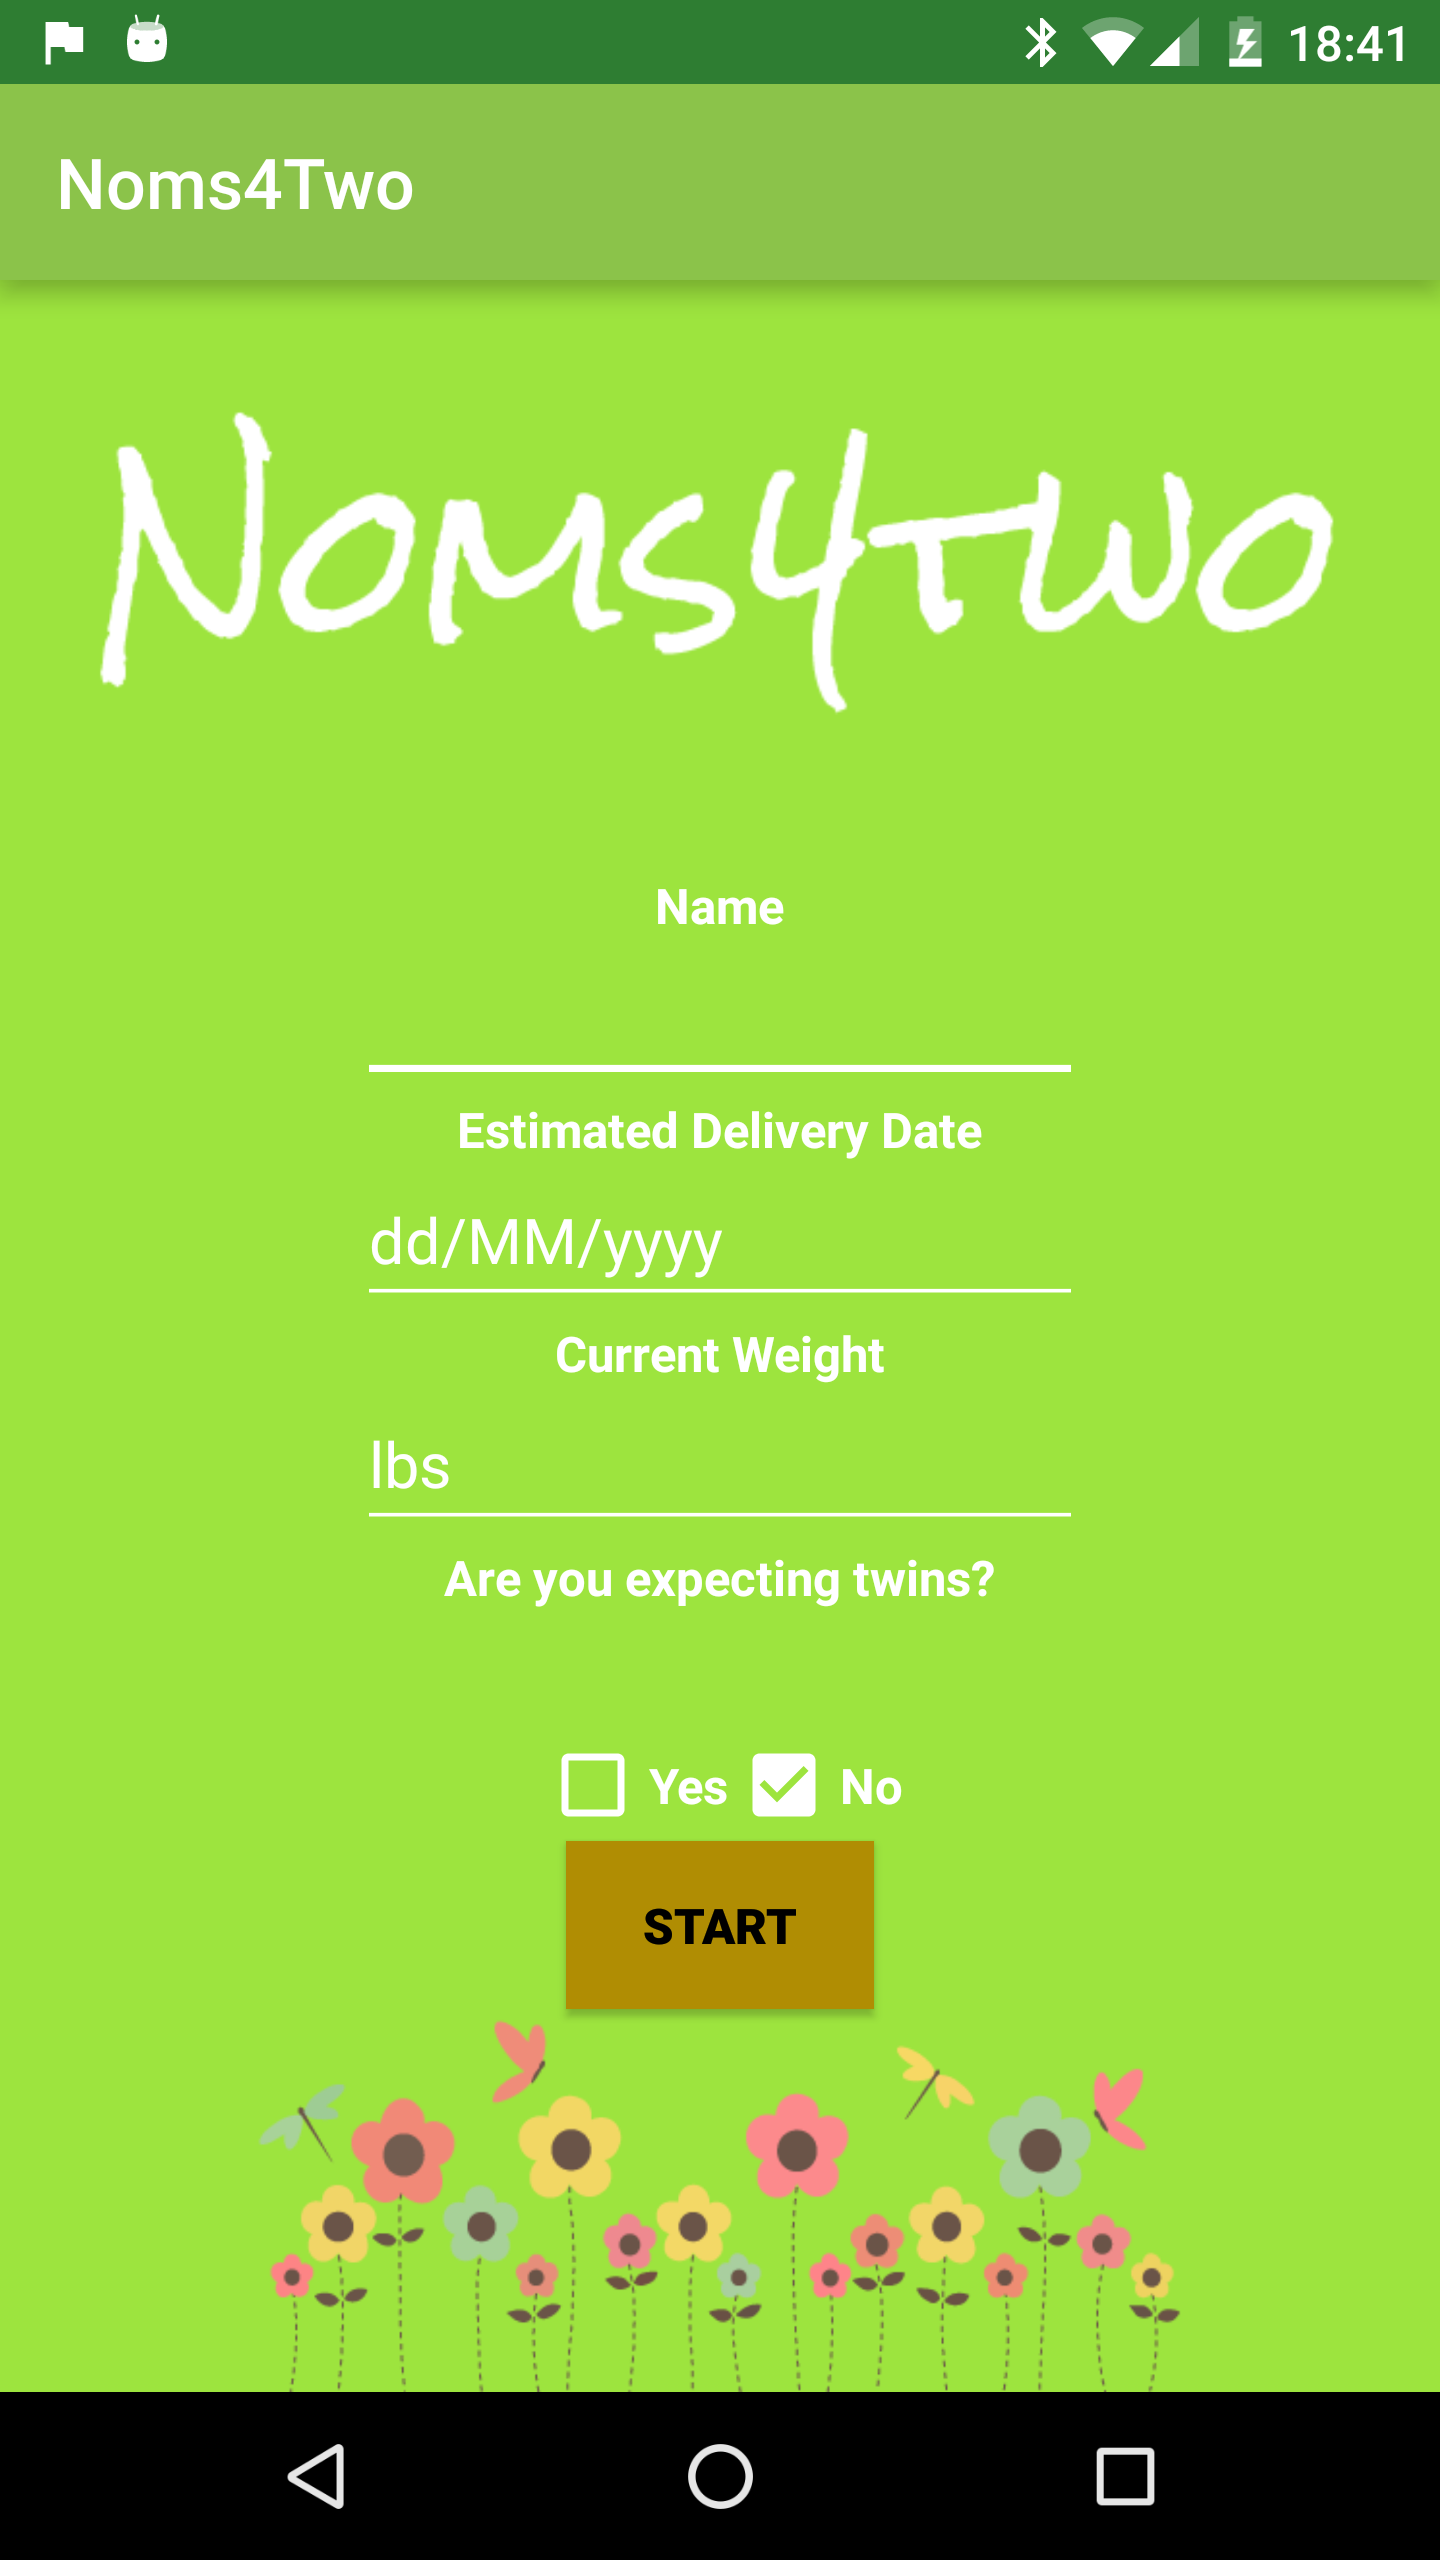 18:41
Noms4Two
Noms4two
Name
Estimated Delivery Date
dd/MM/yyyy
Current Weight
lbs
Are you expecting twins?
Yes No
START